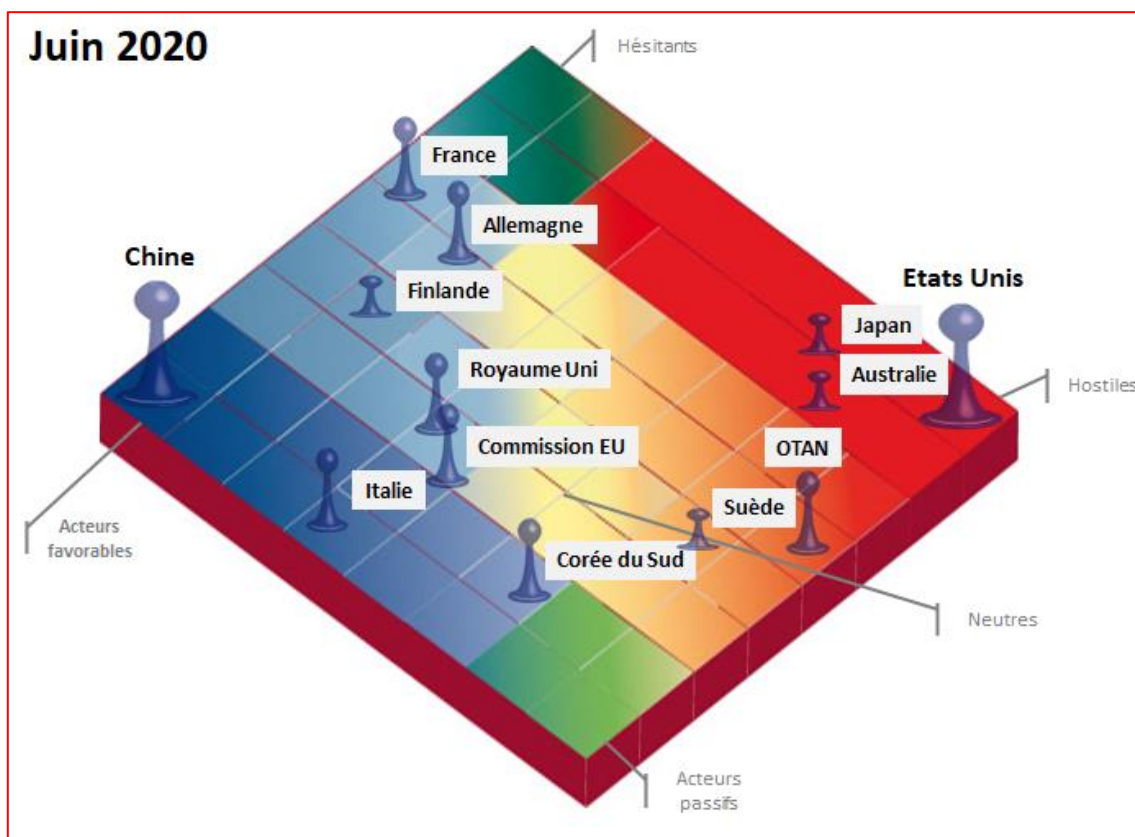 Juin 2020
Hésitants
France
Allemagne
Chine
Finlande
Etats Unis
Japan
Royaume Uni
Australie
Hostiles
Commission EU
OTAN
Italie
Suède
Acteurs
favorables
Corée du Sud
Neutres
Acteurs
passifs